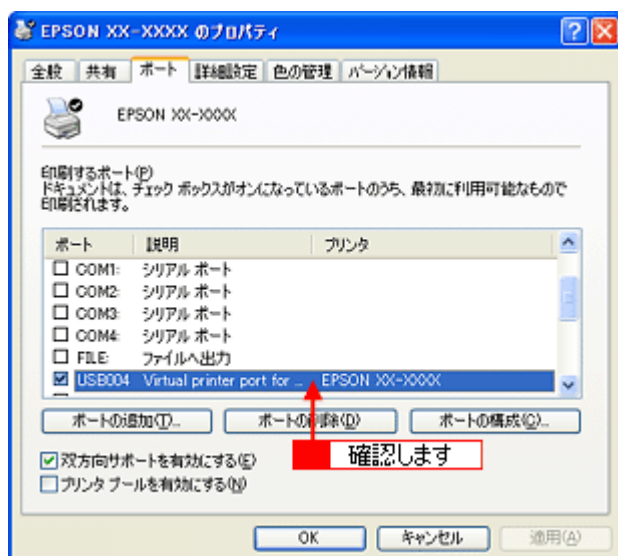 EPSON XX-XXXX のプロパティ
全般 共有 ポート 詳細設定 色の管理 バージョン情報
EPSON XX-XXXX
印刷するポート(P)
ドキュメントは、チェック ボックスがオンになっているポートのうち、最初に利用可能なもので
印刷されます。
ポート 説明 プリンタ
COM1: シリアル ポート
COM2: シリアル ポート
COM3: シリアル ポート
COM4: シリアル ポート
FILE: ファイルへ出力
USB004 Virtual printer port for ... EPSON XX-XXXX
ポートの追加(T)... ポートの削除(D) ポートの構成(C)...
確認します
双方向サポートを有効にする(E)
プリンタ プールを有効にする(N)
OK キャンセル 適用(A)